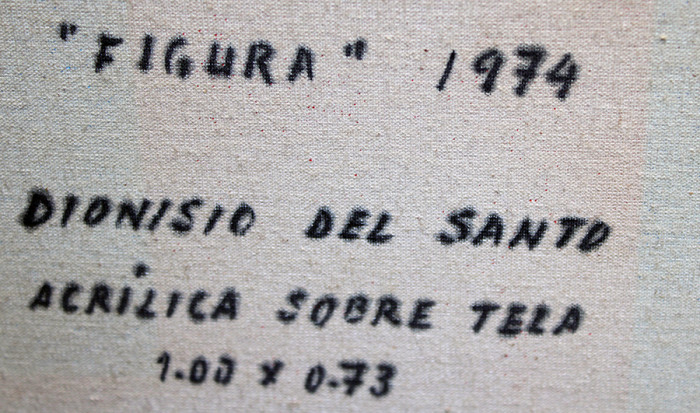 "FIGURA" 1974
DIONISIO DEL SANTO
ACRÍLICA SOBRE TELA
1.00 x 0.73